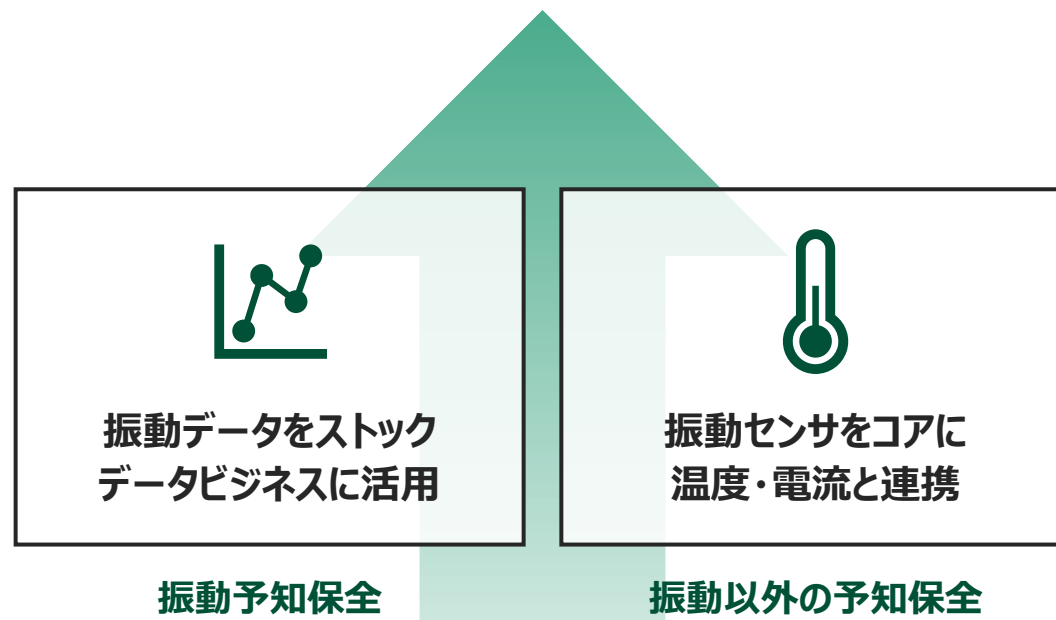 振動データをストック
データビジネスに活用
振動予知保全
振動センサをコアに
温度・電流と連携
振動以外の予知保全